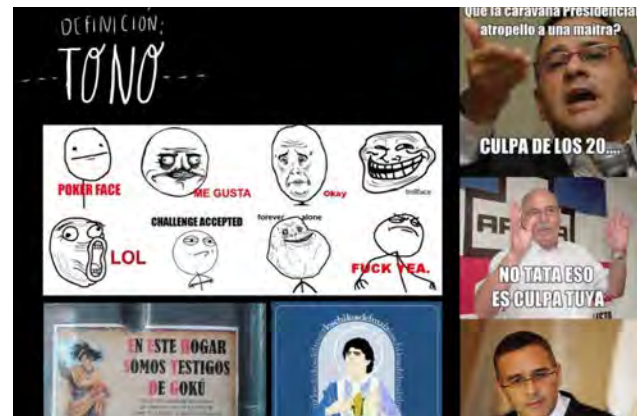 DEFINICIÓN:
TONO
POKER FACE
ME GUSTA
Okay
trollface
LOL
CHALLENGE ACCEPTED
forever alone
FUCK YEA.
EN ESTE HOGAR
SOMOS TESTIGOS
DE GOKÚ
Que la caravana Presidencial
atropello a una maitra?
CULPA DE LOS 20....
NO TATA ESO
ES CULPA TUYA